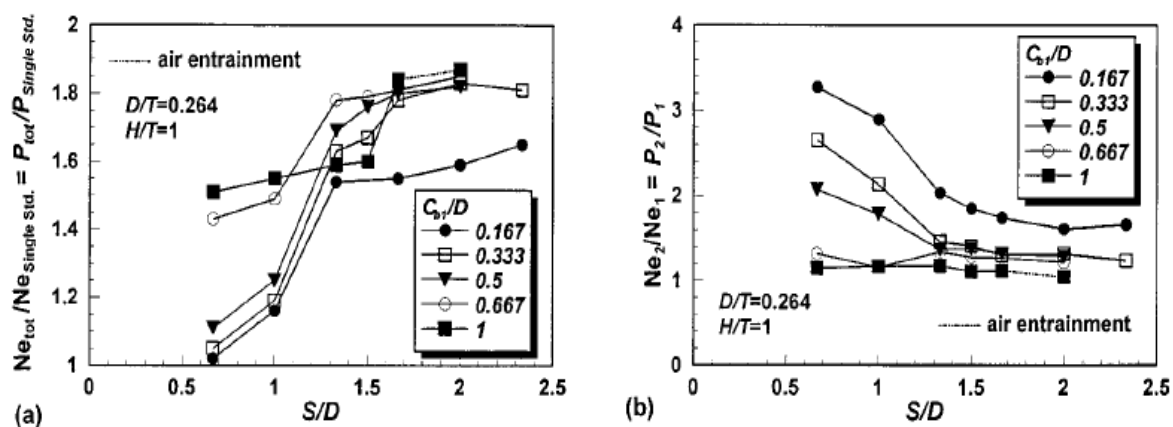 Ne_tot /Ne_Single Std. = P_tot/P_Single Std.
2
1.8
1.6
1.4
1.2
1
air entrainment
D/T=0.264
H/T=1
C_b1/D
0.167
0.333
0.5
0.667
1
0 0.5 1 1.5 2 2.5
(a)
S/D
Ne_2/Ne_1 = P_2/P_1
4
3
2
1
0
C_b1/D
0.167
0.333
0.5
0.667
1
D/T=0.264
H/T=1
air entrainment
0 0.5 1 1.5 2 2.5
(b)
S/D